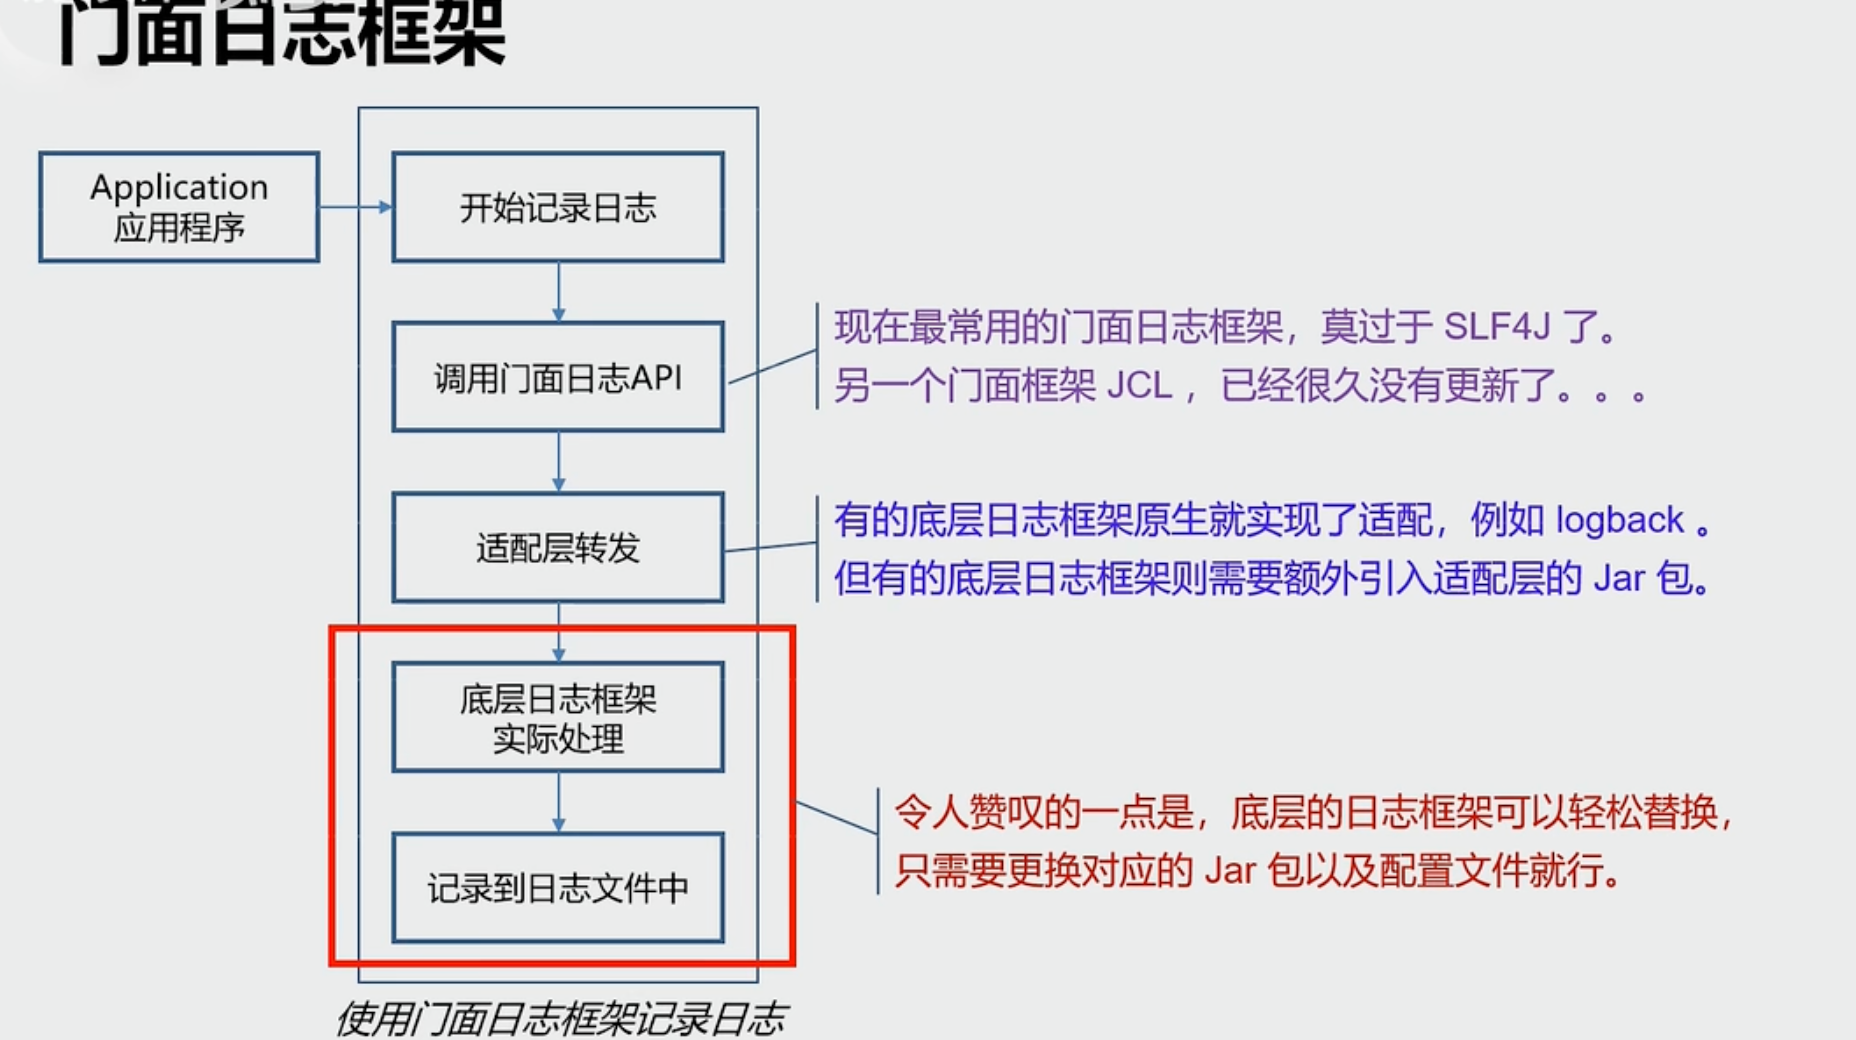 门面日志框架
Application
应用程序
开始记录日志
调用门面日志API
现在最常用的门面日志框架，莫过于 SLF4J 了。
另一个门面框架 JCL ，已经很久没有更新了。。。
适配层转发
有的底层日志框架原生就实现了适配，例如 logback 。
但有的底层日志框架则需要额外引入适配层的 Jar 包。
底层日志框架
实际处理
记录到日志文件中
令人赞叹的一点是，底层的日志框架可以轻松替换，
只需要更换对应的 Jar 包以及配置文件就行。
使用门面日志框架记录日志